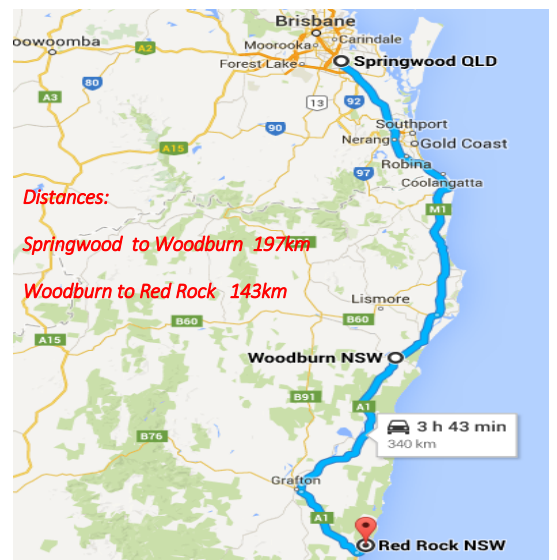 Brisbane
Carindale
Moorooka
oowoomba
A2
Forest Lake
Springwood QLD
80
A3
13
92
Southport
90
Nerang
Gold Coast
A15
Robina
97
Coolangatta
Distances:
M1
Springwood to Woodburn 197km
Woodburn to Red Rock 143km
Lismore
B60
B60
A15
Woodburn NSW
B91
A1
3 h 43 min
340 km
B76
Grafton
A1
Red Rock NSW